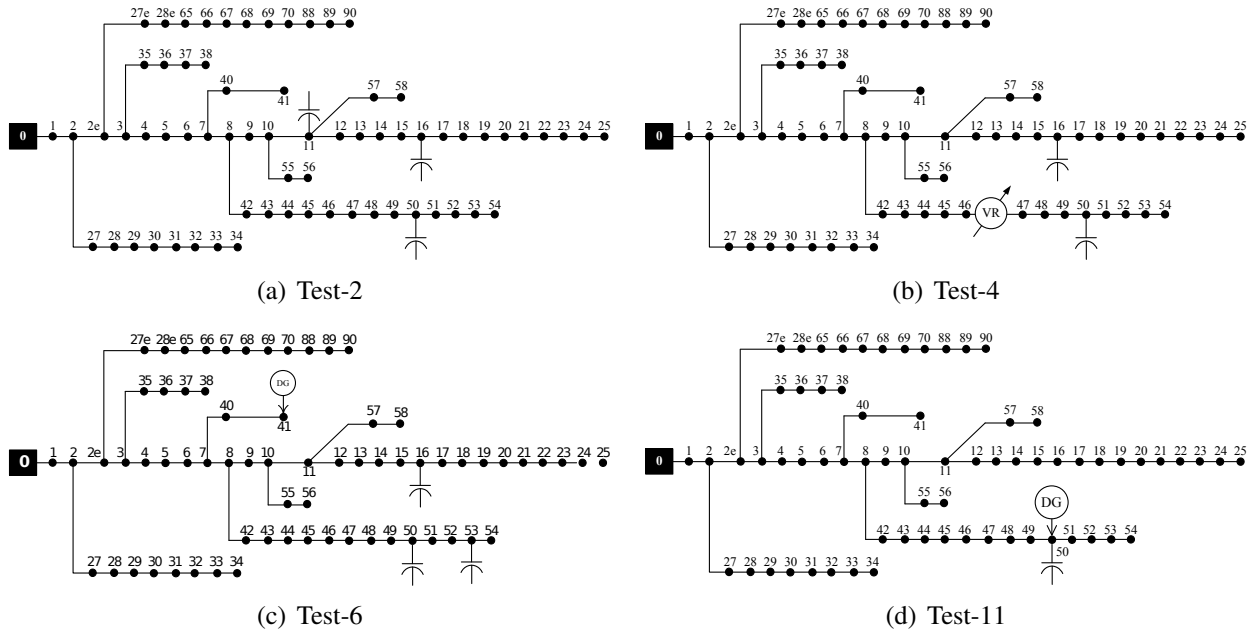 27e 28e 65 66 67 68 69 70 88 89 90
35 36 37 38
40
41
57 58
0 1 2 2e 3 4 5 6 7 8 9 10 12 13 14 15 16 17 18 19 20 21 22 23 24 25
11
55 56
42 43 44 45 46 47 48 49 50 51 52 53 54
27 28 29 30 31 32 33 34
(a) Test-2
27e 28e 65 66 67 68 69 70 88 89 90
35 36 37 38
40
41
57 58
0 1 2 2e 3 4 5 6 7 8 9 10 12 13 14 15 16 17 18 19 20 21 22 23 24 25
11
55 56
42 43 44 45 46 VR 47 48 49 50 51 52 53 54
27 28 29 30 31 32 33 34
(b) Test-4
27e 28e 65 66 67 68 69 70 88 89 90
35 36 37 38 DG
40
41
57 58
0 1 2 2e 3 4 5 6 7 8 9 10 12 13 14 15 16 17 18 19 20 21 22 23 24 25
11
55 56
42 43 44 45 46 47 48 49 50 51 52 53 54
27 28 29 30 31 32 33 34
(c) Test-6
27e 28e 65 66 67 68 69 70 88 89 90
35 36 37 38
40
41
57 58
0 1 2 2e 3 4 5 6 7 8 9 10 12 13 14 15 16 17 18 19 20 21 22 23 24 25
11
55 56
DG
42 43 44 45 46 47 48 49 51 52 53 54
50
27 28 29 30 31 32 33 34
(d) Test-11